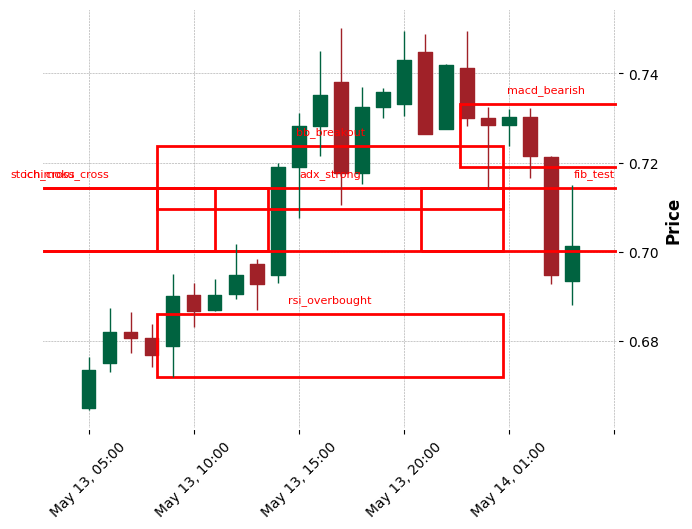 0.74
macd_bearish
bb_breakout
0.72
stoch_cross
ichimoku_cross
adx_strong
fib_test
Price
0.70
rsi_overbought
0.68
May 13, 05:00
May 13, 10:00
May 13, 15:00
May 13, 20:00
May 14, 01:00